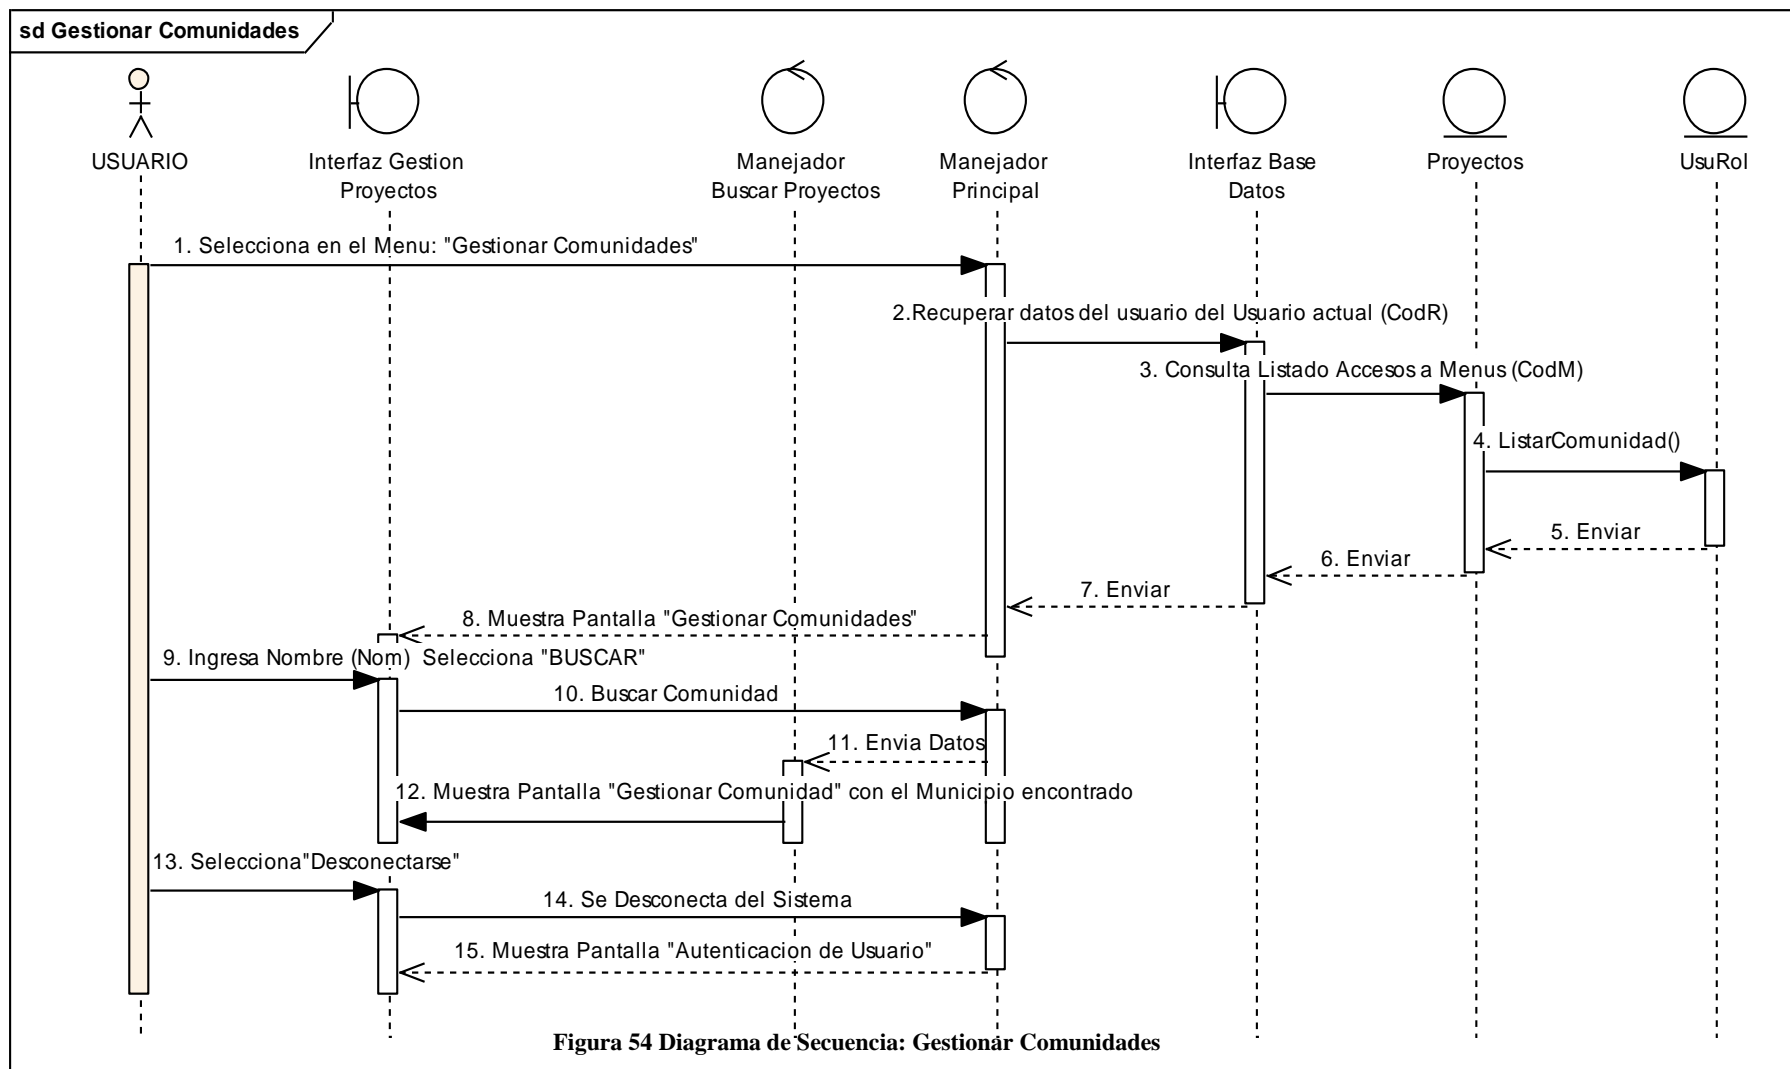 sd Gestionar Comunidades
USUARIO
Interfaz Gestion
Proyectos
Manejador
Buscar Proyectos
Manejador
Principal
Interfaz Base
Datos
Proyectos
UsuRol
1. Selecciona en el Menu: "Gestionar Comunidades"
2.Recuperar datos del usuario del Usuario actual (CodR)
3. Consulta Listado Accesos a Menus (CodM)
4. ListarComunidad()
5. Enviar
6. Enviar
7. Enviar
8. Muestra Pantalla "Gestionar Comunidades"
9. Ingresa Nombre (Nom)  Selecciona "BUSCAR"
10. Buscar Comunidad
11. Envia Datos
12. Muestra Pantalla "Gestionar Comunidad" con el Municipio encontrado
13. Selecciona"Desconectarse"
14. Se Desconecta del Sistema
15. Muestra Pantalla "Autenticacion de Usuario"
Figura 54 Diagrama de Secuencia: Gestionar Comunidades